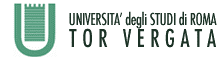 UNIVERSITA' degli STUDI di ROMA
TOR VERGATA